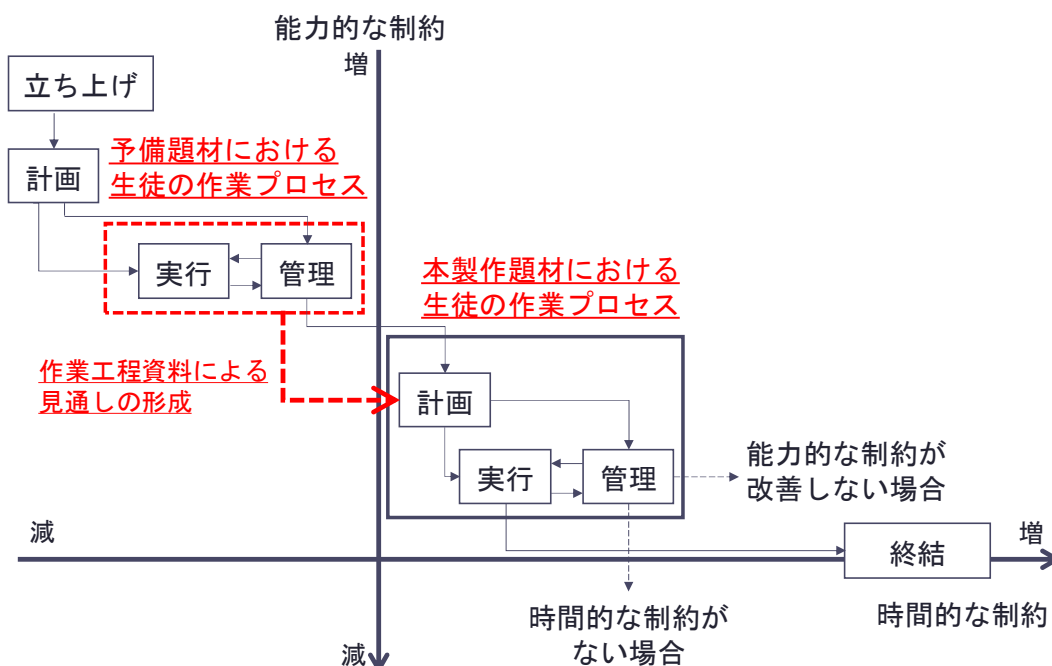 能力的な制約
増
立ち上げ
予備題材における
生徒の作業プロセス
計画
実行
管理
本製作題材における
生徒の作業プロセス
作業工程資料による
見通しの形成
計画
実行
管理
能力的な制約が
改善しない場合
減
終結
増
時間的な制約が
ない場合
時間的な制約
減